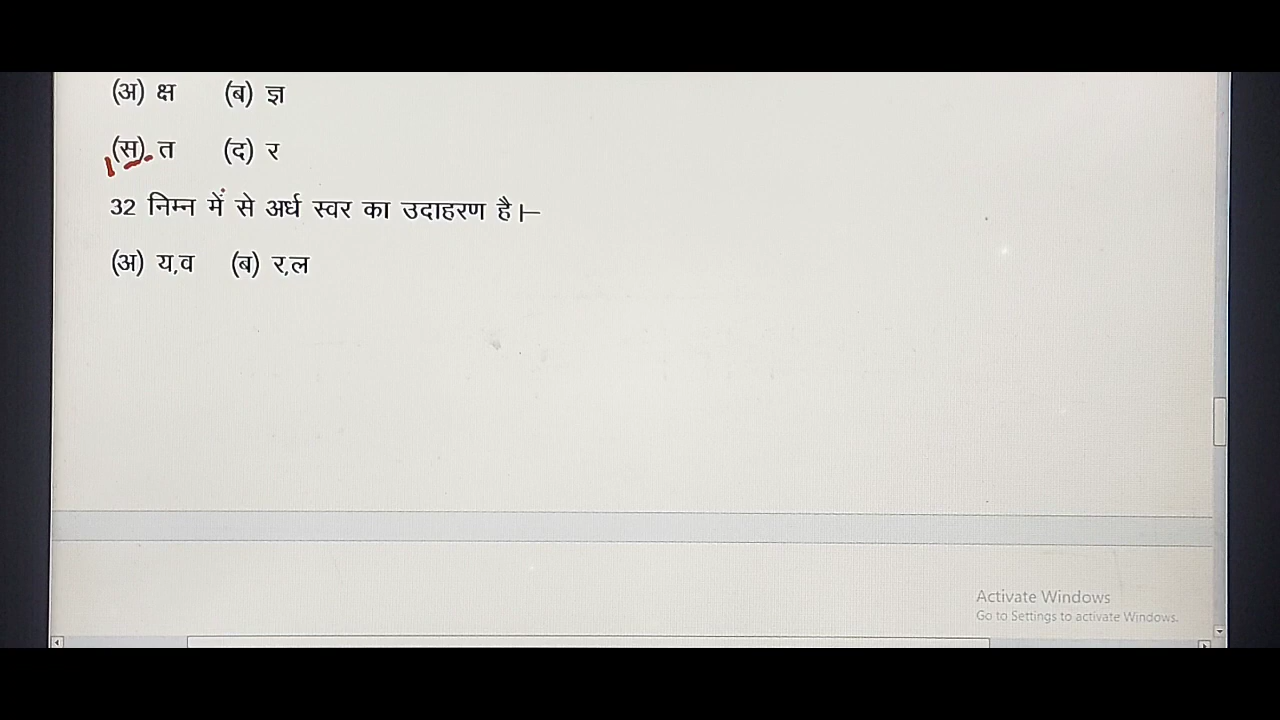 (अ) क्ष (ब) ज्ञ
(स) त (द) र
32 निम्न में से अर्ध स्वर का उदाहरण है।-
(अ) य,व (ब) र,ल
Activate Windows
Go to Settings to activate Windows.